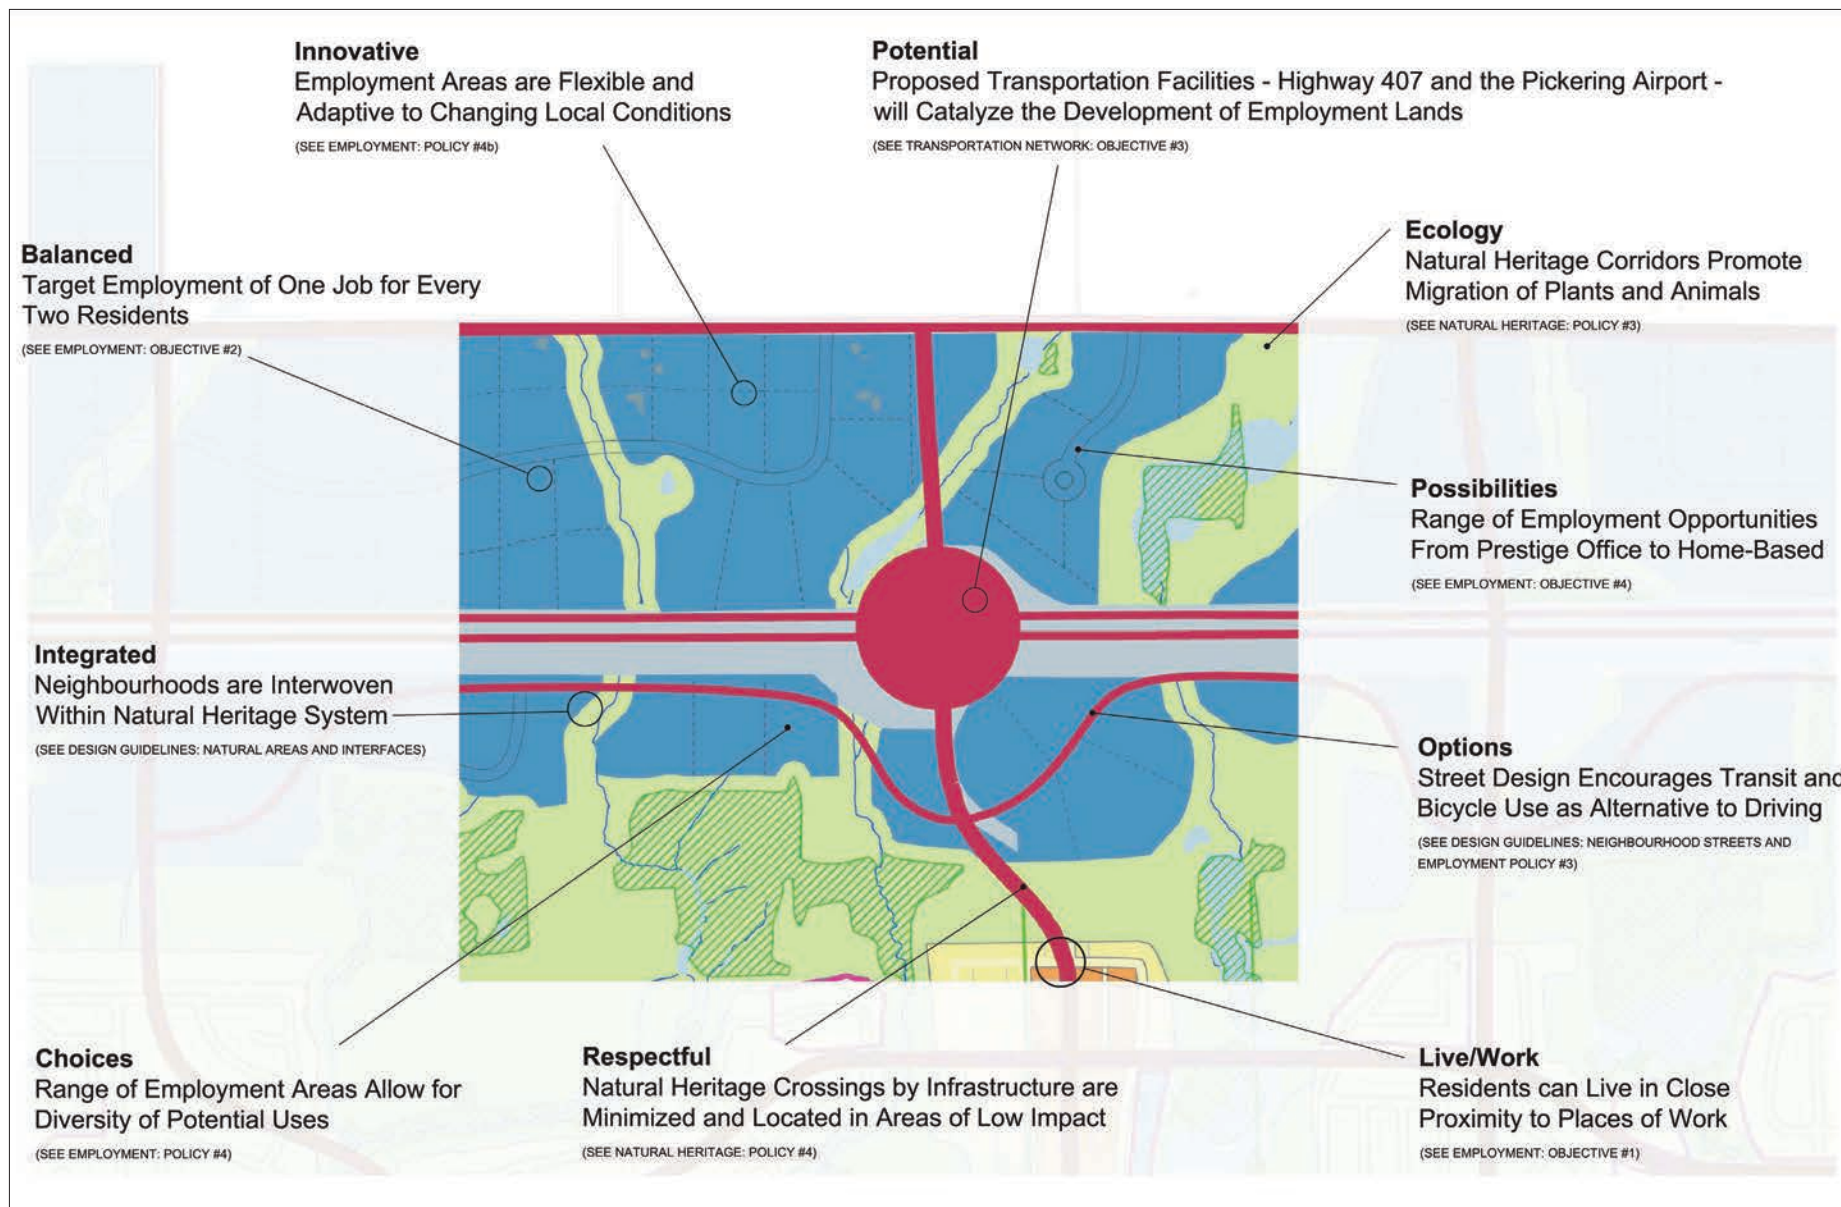 Innovative
Employment Areas are Flexible and
Adaptive to Changing Local Conditions
(SEE EMPLOYMENT: POLICY #4b)
Potential
Proposed Transportation Facilities - Highway 407 and the Pickering Airport -
will Catalyze the Development of Employment Lands
(SEE TRANSPORTATION NETWORK: OBJECTIVE #3)
Balanced
Target Employment of One Job for Every
Two Residents
(SEE EMPLOYMENT: OBJECTIVE #2)
Ecology
Natural Heritage Corridors Promote
Migration of Plants and Animals
(SEE NATURAL HERITAGE: POLICY #3)
Possibilities
Range of Employment Opportunities
From Prestige Office to Home-Based
(SEE EMPLOYMENT: OBJECTIVE #4)
Integrated
Neighbourhoods are Interwoven
Within Natural Heritage System
(SEE DESIGN GUIDELINES: NATURAL AREAS AND INTERFACES)
Options
Street Design Encourages Transit and
Bicycle Use as Alternative to Driving
(SEE DESIGN GUIDELINES: NEIGHBOURHOOD STREETS AND
EMPLOYMENT POLICY #3)
Choices
Range of Employment Areas Allow for
Diversity of Potential Uses
(SEE EMPLOYMENT: POLICY #4)
Respectful
Natural Heritage Crossings by Infrastructure are
Minimized and Located in Areas of Low Impact
(SEE NATURAL HERITAGE: POLICY #4)
Live/Work
Residents can Live in Close
Proximity to Places of Work
(SEE EMPLOYMENT: OBJECTIVE #1)